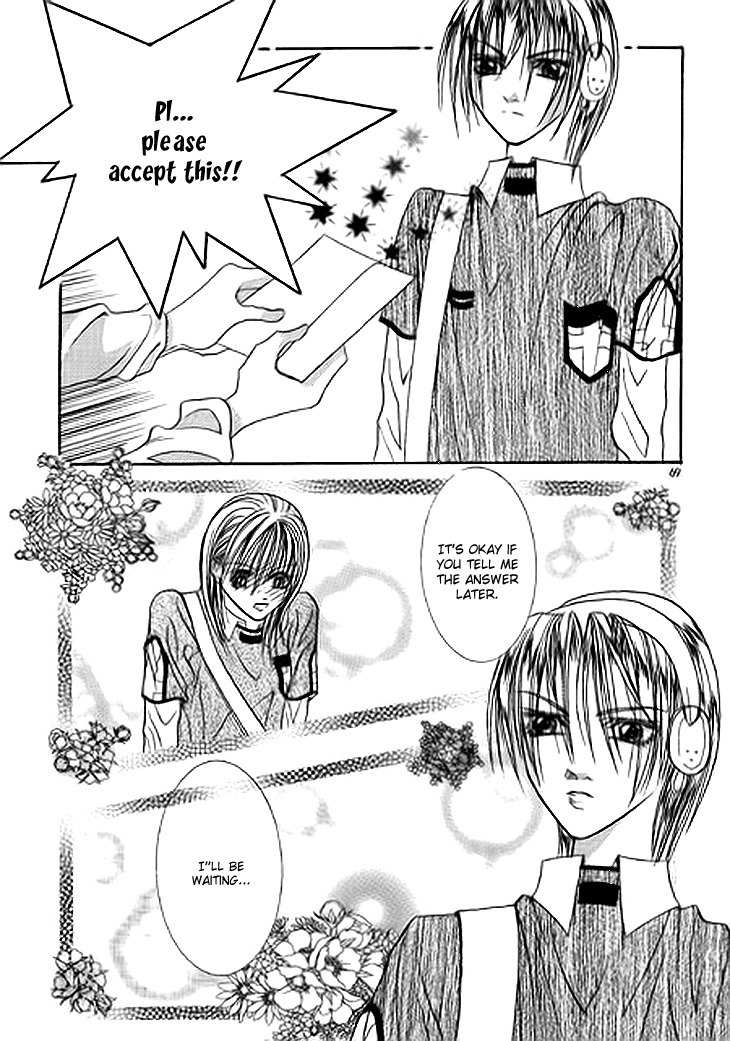 Pl...
please
accept this!!
IT'S OKAY IF
YOU TELL ME
THE ANSWER
LATER.
I"LL BE
WAITING...